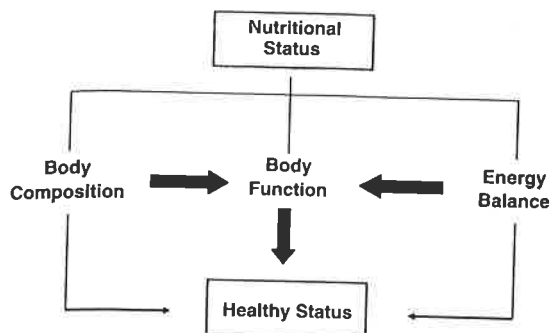 Nutritional
Status
Body
Composition
Body
Function
Energy
Balance
Healthy Status